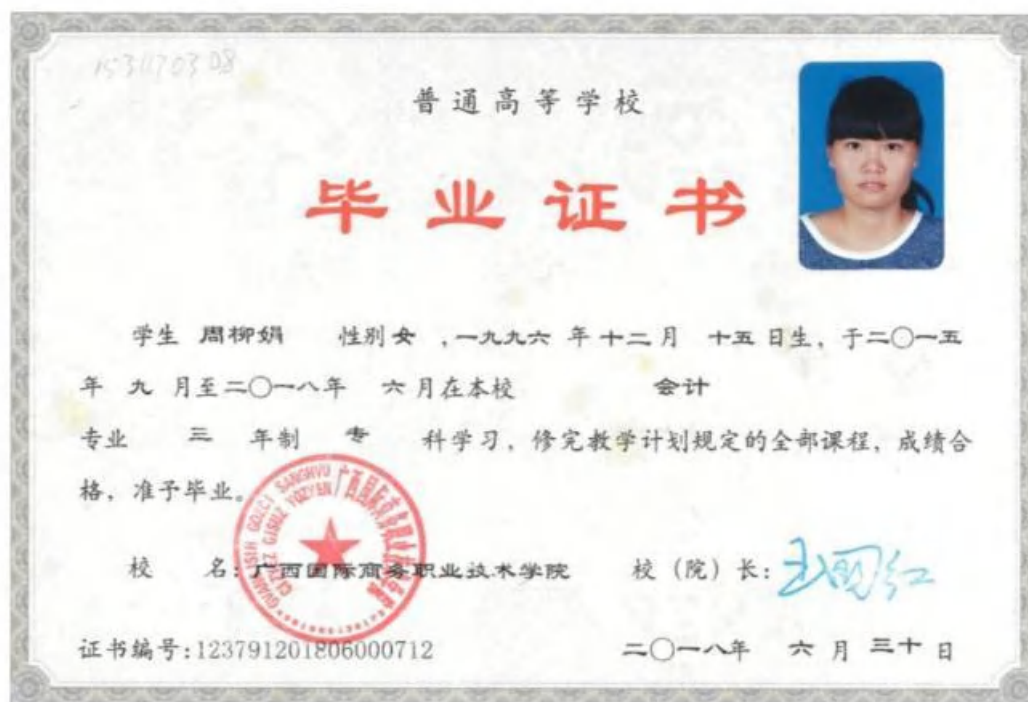 普通高等学校
毕业证书
学生 周柳娟 性别 女 ,一九九六 年 十二月 十五 日生, 于二〇一五
年 九 月至二〇一八年 六 月在本校 会计
专业 三 年制 专 科学习, 修完教学计划规定的全部课程, 成绩合
格, 准予毕业。
校 名: 广西国际商务职业技术学院 校 (院) 长:
证书编号:123791201806000712 二〇一八年 六 月 三十 日